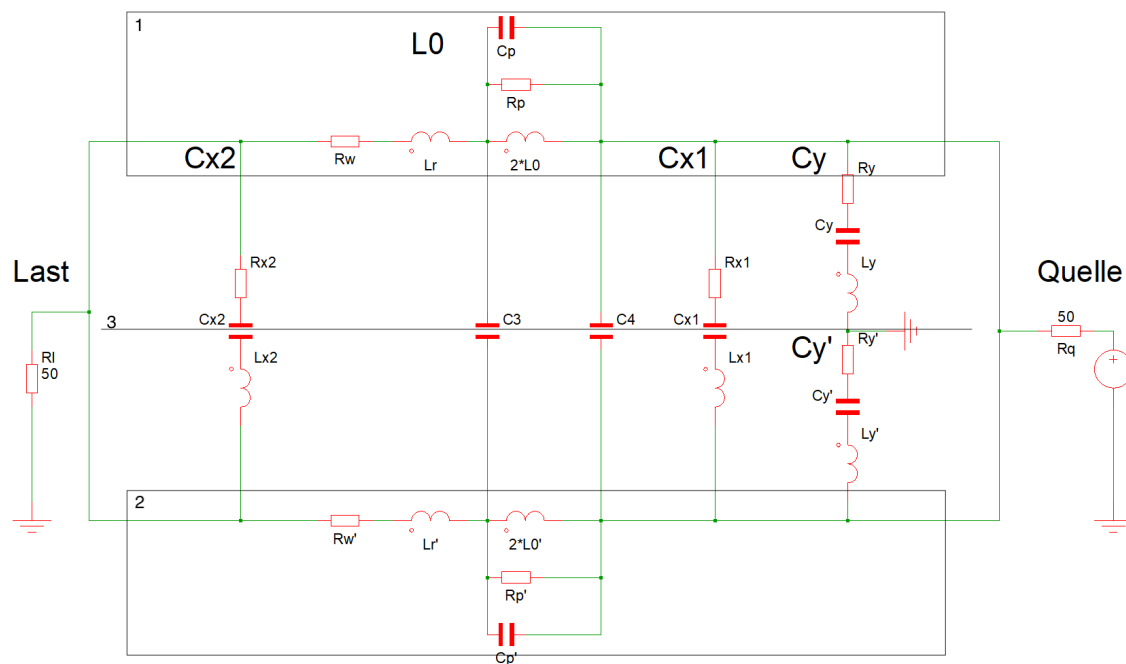 1
L0
Cp
Rp
Cx2
Rw
Lr
2*L0
Cx1
Cy
Ry
Cy
Ly
Rx2
Rx1
Last
Quelle
3
Cx2
C3
C4
Cx1
50
Rq
Rl
50
Lx2
Lx1
Cy'
Ry'
Cy'
Ly'
2
Rw'
Lr'
2*L0'
Rp'
Cp'
+